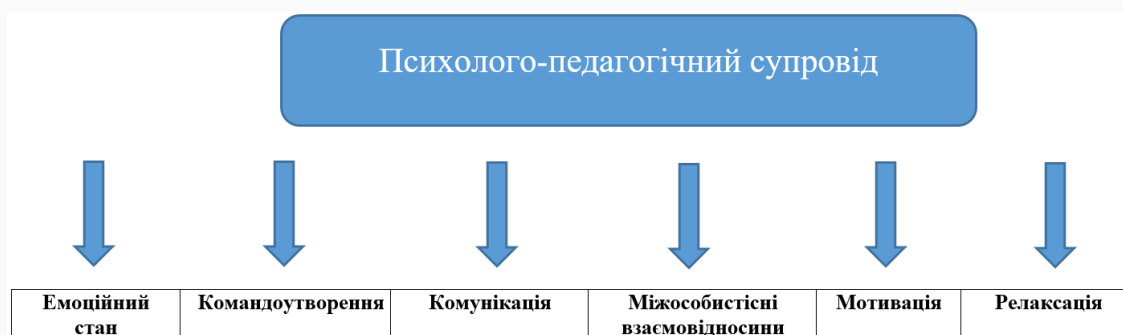 Психолого-педагогічний супровід
Емоційний стан
Командоутворення
Комунікація
Міжособистісні взаємовідносини
Мотивація
Релаксація